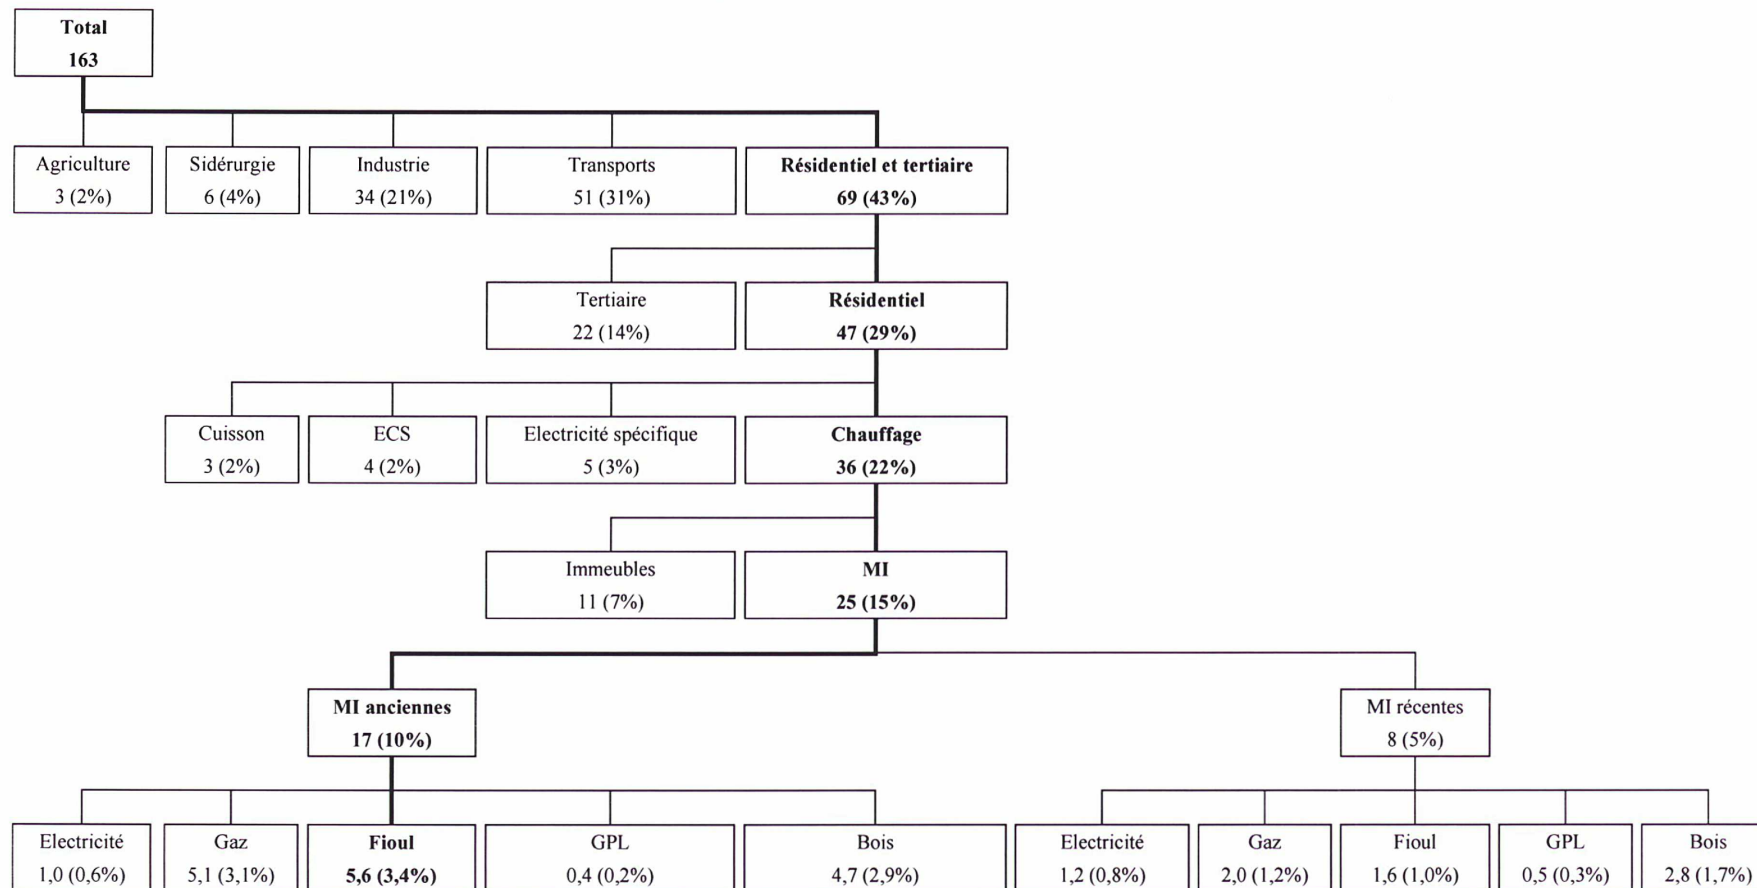 Total
163
Agriculture
3 (2%)
Sidérurgie
6 (4%)
Industrie
34 (21%)
Transports
51 (31%)
Résidentiel et tertiaire
69 (43%)
Tertiaire
22 (14%)
Résidentiel
47 (29%)
Cuisson
3 (2%)
ECS
4 (2%)
Electricité spécifique
5 (3%)
Chauffage
36 (22%)
Immeubles
11 (7%)
MI
25 (15%)
MI anciennes
17 (10%)
MI récentes
8 (5%)
Electricité
1,0 (0,6%)
Gaz
5,1 (3,1%)
Fioul
5,6 (3,4%)
GPL
0,4 (0,2%)
Bois
4,7 (2,9%)
Electricité
1,2 (0,8%)
Gaz
2,0 (1,2%)
Fioul
1,6 (1,0%)
GPL
0,5 (0,3%)
Bois
2,8 (1,7%)